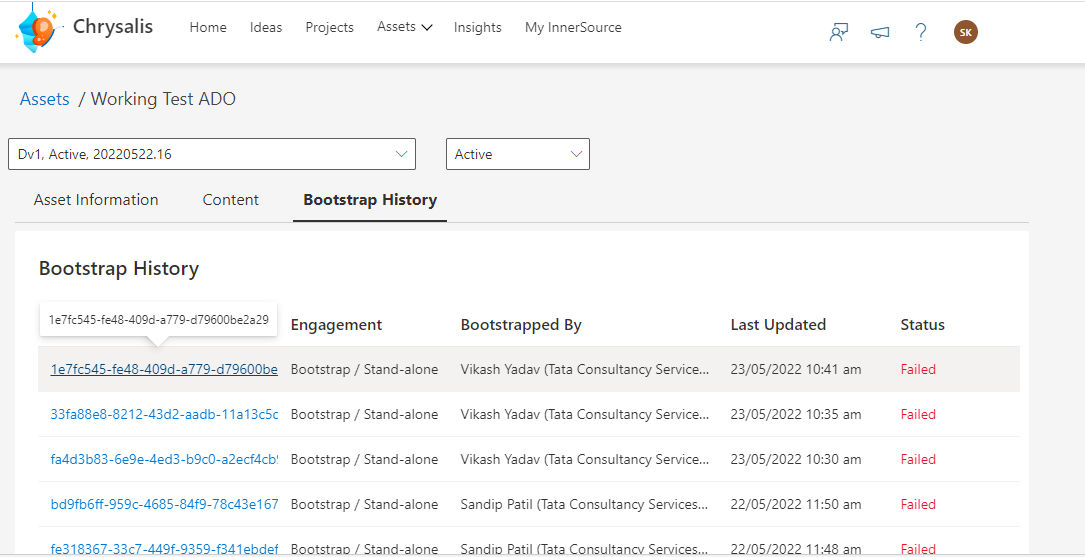 Chrysalis
Home Ideas Projects Assets Insights My InnerSource
SK
Assets / Working Test ADO
Dv1, Active, 20220522.16 Active
Asset Information Content Bootstrap History
Bootstrap History
1e7fc545-fe48-409d-a779-d79600be2a29
Engagement Bootstrapped By Last Updated Status
1e7fc545-fe48-409d-a779-d79600be Bootstrap / Stand-alone Vikash Yadav (Tata Consultancy Service... 23/05/2022 10:41 am Failed
33fa88e8-8212-43d2-aadb-11a13c5c Bootstrap / Stand-alone Vikash Yadav (Tata Consultancy Service... 23/05/2022 10:35 am Failed
fa4d3b83-6e9e-4ed3-b9c0-a2ecf4cb Bootstrap / Stand-alone Vikash Yadav (Tata Consultancy Service... 23/05/2022 10:30 am Failed
bd9fb6ff-959c-4685-84f9-78c43e167 Bootstrap / Stand-alone Sandip Patil (Tata Consultancy Services... 22/05/2022 11:50 am Failed
fe318367-33c7-449f-9359-f341ebdef Bootstrap / Stand-alone Sandip Patil (Tata Consultancy Services... 22/05/2022 11:48 am Failed